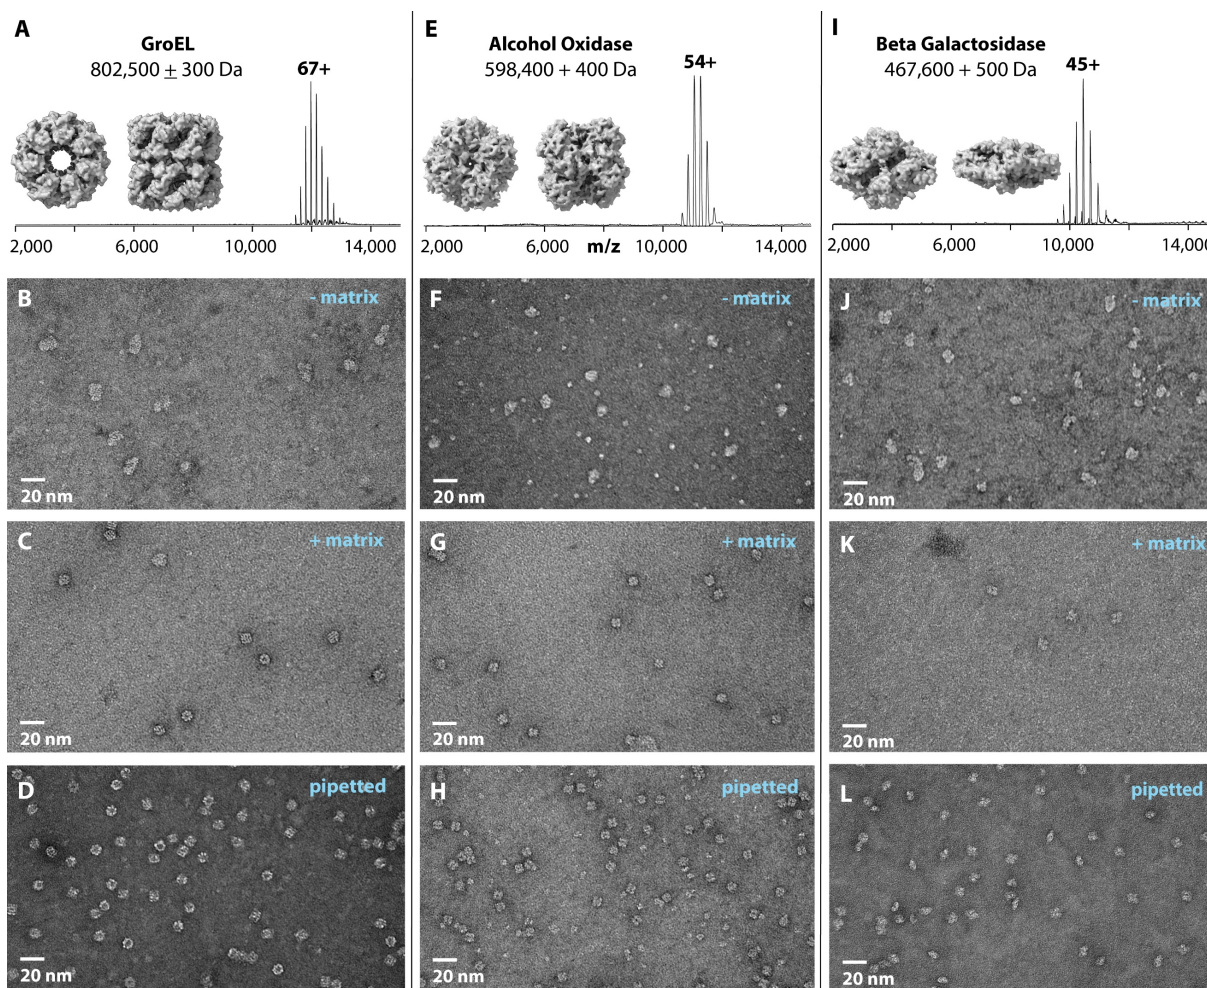 A
GroEL
802,500 ± 300 Da
67+
2,000 6,000 10,000 14,000
E
Alcohol Oxidase
598,400 + 400 Da
54+
2,000 6,000 m/z 10,000 14,000
I
Beta Galactosidase
467,600 + 500 Da
45+
2,000 6,000 10,000 14,000
B
- matrix
20 nm
F
- matrix
20 nm
J
- matrix
20 nm
C
+ matrix
20 nm
G
+ matrix
20 nm
K
+ matrix
20 nm
D
pipetted
20 nm
H
pipetted
20 nm
L
pipetted
20 nm